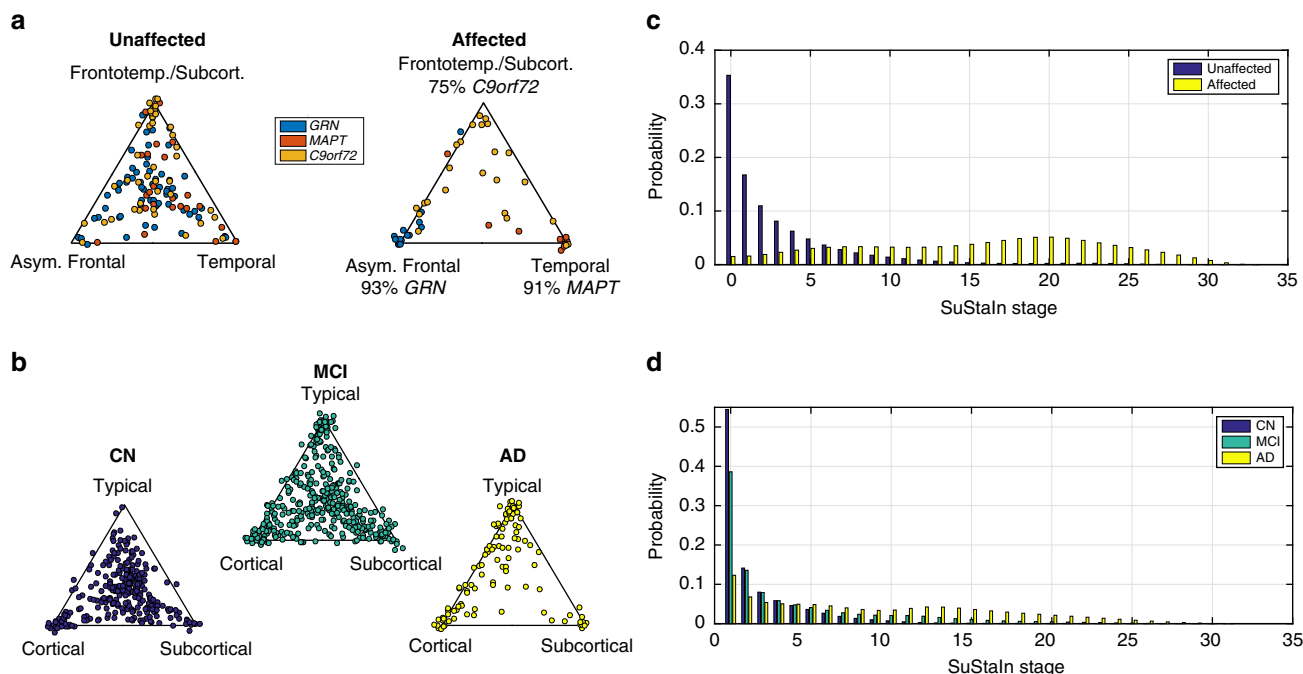 a
Unaffected
Frontotemp./Subcort.
Asym. Frontal
Temporal
GRN
MAPT
C9orf72
Affected
Frontotemp./Subcort.
75% C9orf72
Asym. Frontal
93% GRN
Temporal
91% MAPT
c
Probability
0.4
0.3
0.2
0.1
0
0 5 10 15 20 25 30 35
SuStaIn stage
Unaffected
Affected
b
CN
Typical
Cortical
Subcortical
MCI
Typical
Cortical
Subcortical
AD
Typical
Cortical
Subcortical
d
Probability
0.5
0.4
0.3
0.2
0.1
0
0 5 10 15 20 25 30 35
SuStaIn stage
CN
MCI
AD